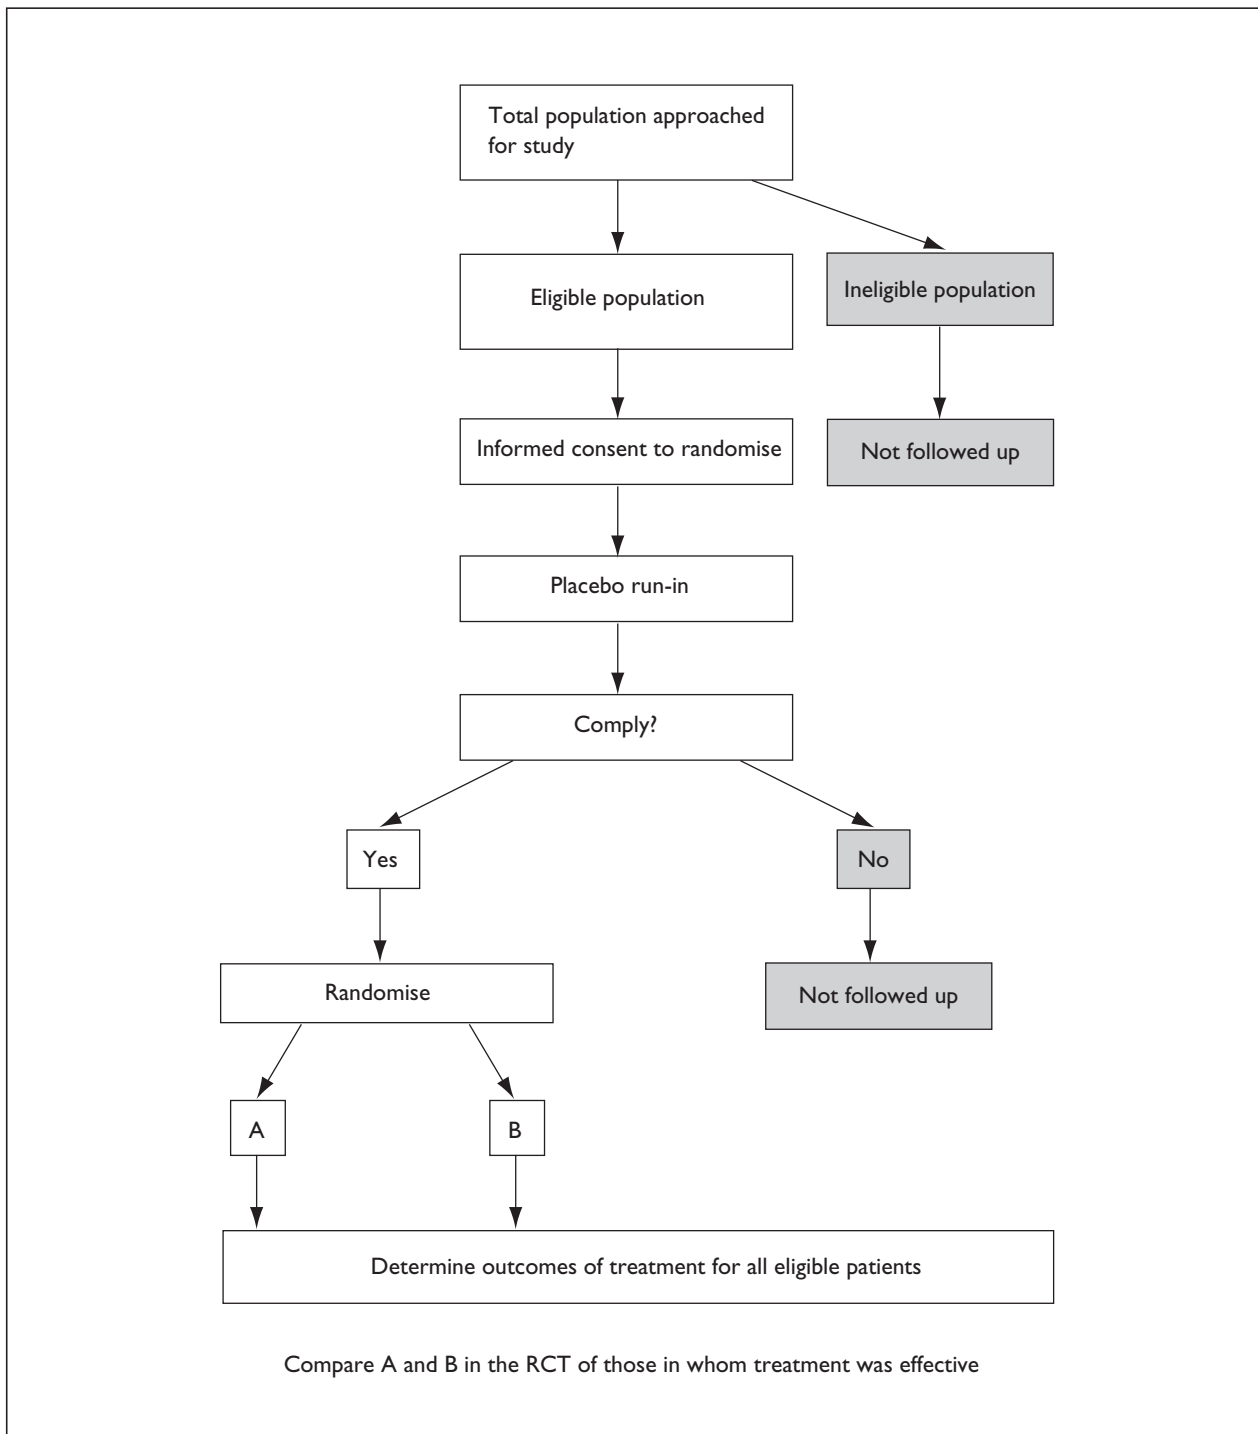 Total population approached
for study
Eligible population
Ineligible population
Informed consent to randomise
Not followed up
Placebo run-in
Comply?
Yes
No
Randomise
Not followed up
A
B
Determine outcomes of treatment for all eligible patients
Compare A and B in the RCT of those in whom treatment was effective